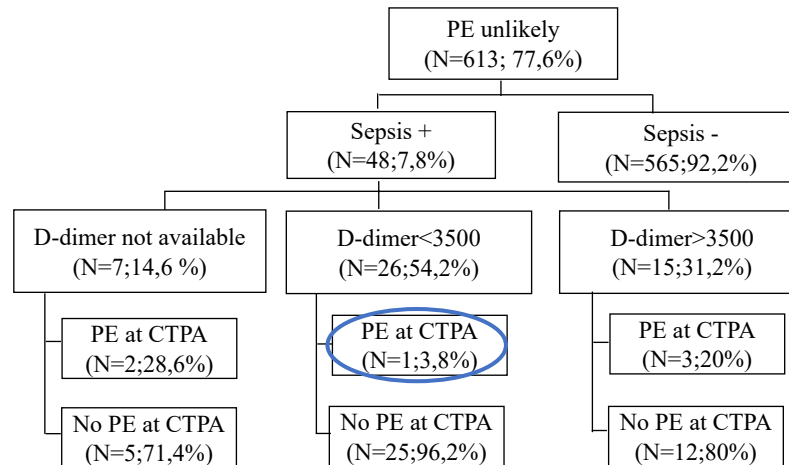 PE unlikely
(N=613; 77,6%)
Sepsis +
(N=48;7,8%)
Sepsis -
(N=565;92,2%)
D-dimer not available
(N=7;14,6 %)
D-dimer<3500
(N=26;54,2%)
D-dimer>3500
(N=15;31,2%)
PE at CTPA
(N=2;28,6%)
PE at CTPA
(N=1;3,8%)
PE at CTPA
(N=3;20%)
No PE at CTPA
(N=5;71,4%)
No PE at CTPA
(N=25;96,2%)
No PE at CTPA
(N=12;80%)